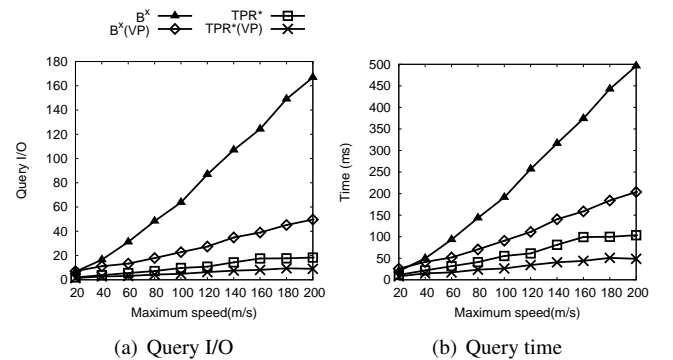 Bˣ TPR*
Bˣ(VP) TPR*(VP)
180
160
140
120
100
80
60
40
20
0
Query I/O
20 40 60 80 100 120 140 160 180 200
Maximum speed(m/s)
(a) Query I/O
500
450
400
350
300
250
200
150
100
50
0
Time (ms)
20 40 60 80 100 120 140 160 180 200
Maximum speed(m/s)
(b) Query time